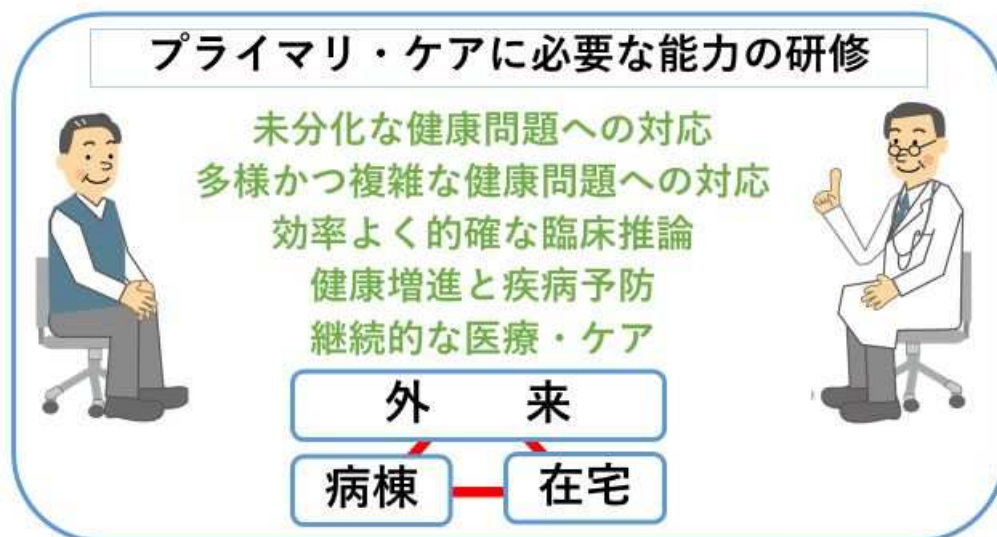 プライマリ・ケアに必要な能力の研修
未分化な健康問題への対応
多様かつ複雑な健康問題への対応
効率よく的確な臨床推論
健康増進と疾病予防
継続的な医療・ケア
外　来
病棟
在宅